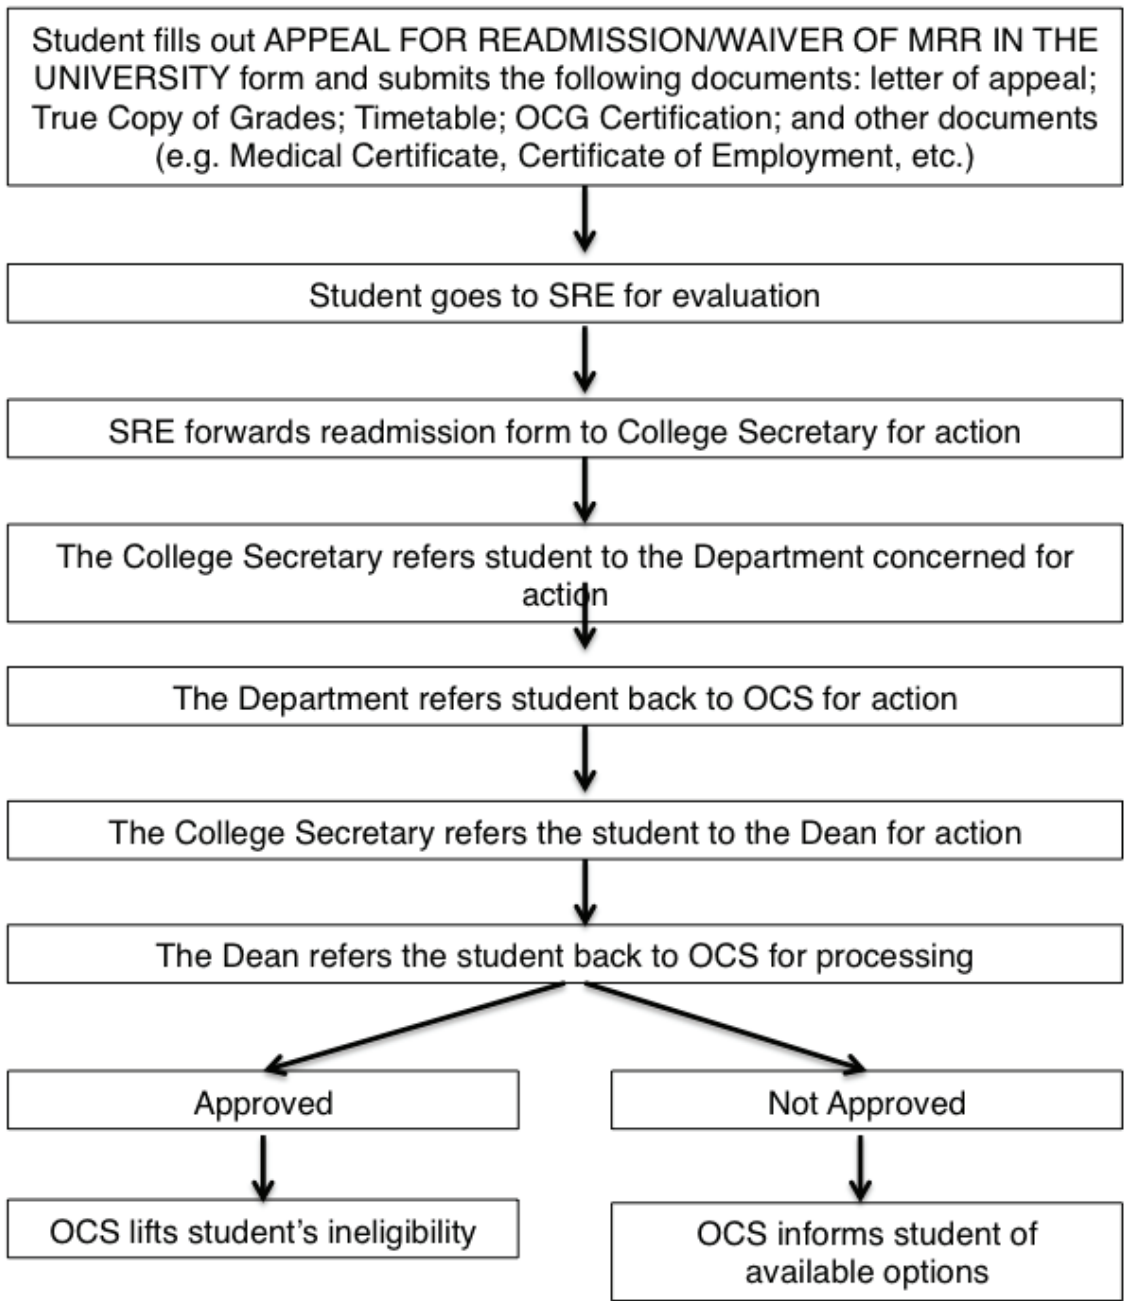 Student fills out APPEAL FOR READMISSION/WAIVER OF MRR IN THE
UNIVERSITY form and submits the following documents: letter of appeal;
True Copy of Grades; Timetable; OCG Certification; and other documents
(e.g. Medical Certificate, Certificate of Employment, etc.)
Student goes to SRE for evaluation
SRE forwards readmission form to College Secretary for action
The College Secretary refers student to the Department concerned for
action
The Department refers student back to OCS for action
The College Secretary refers the student to the Dean for action
The Dean refers the student back to OCS for processing
Approved
Not Approved
OCS lifts student’s ineligibility
OCS informs student of
available options